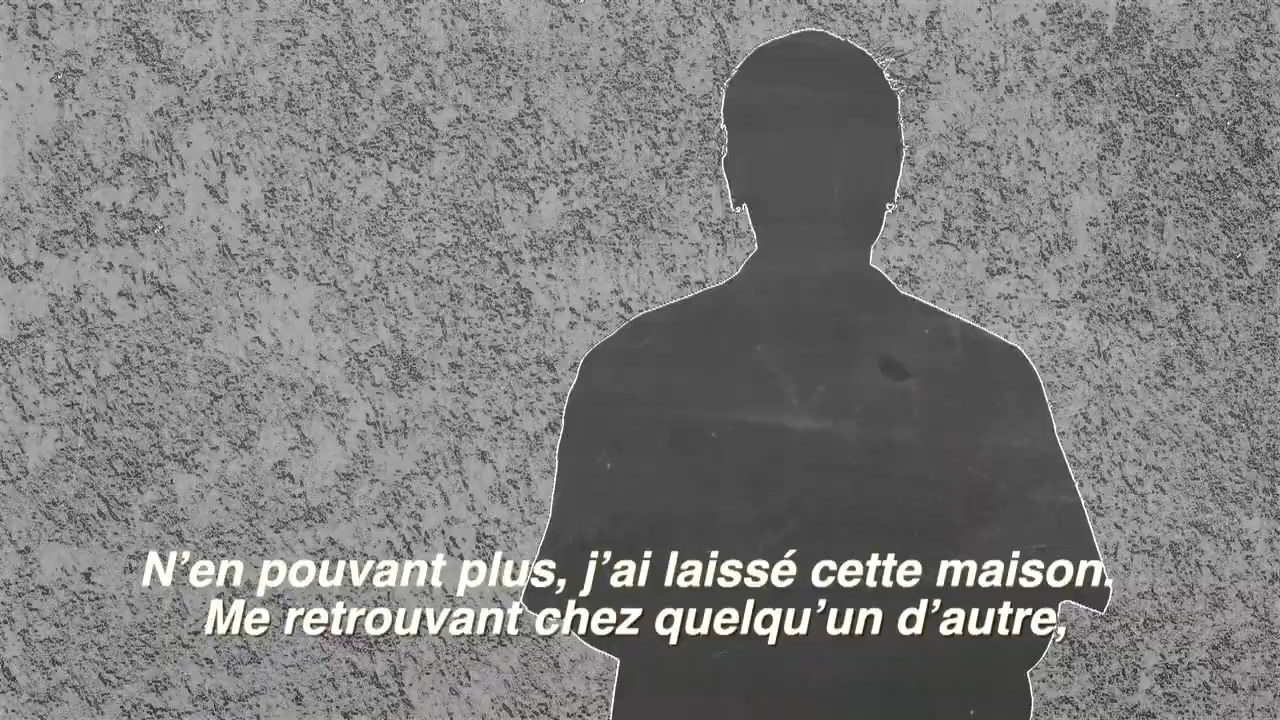 N’en pouvant plus, j’ai laissé cette maison.
Me retrouvant chez quelqu’un d’autre,